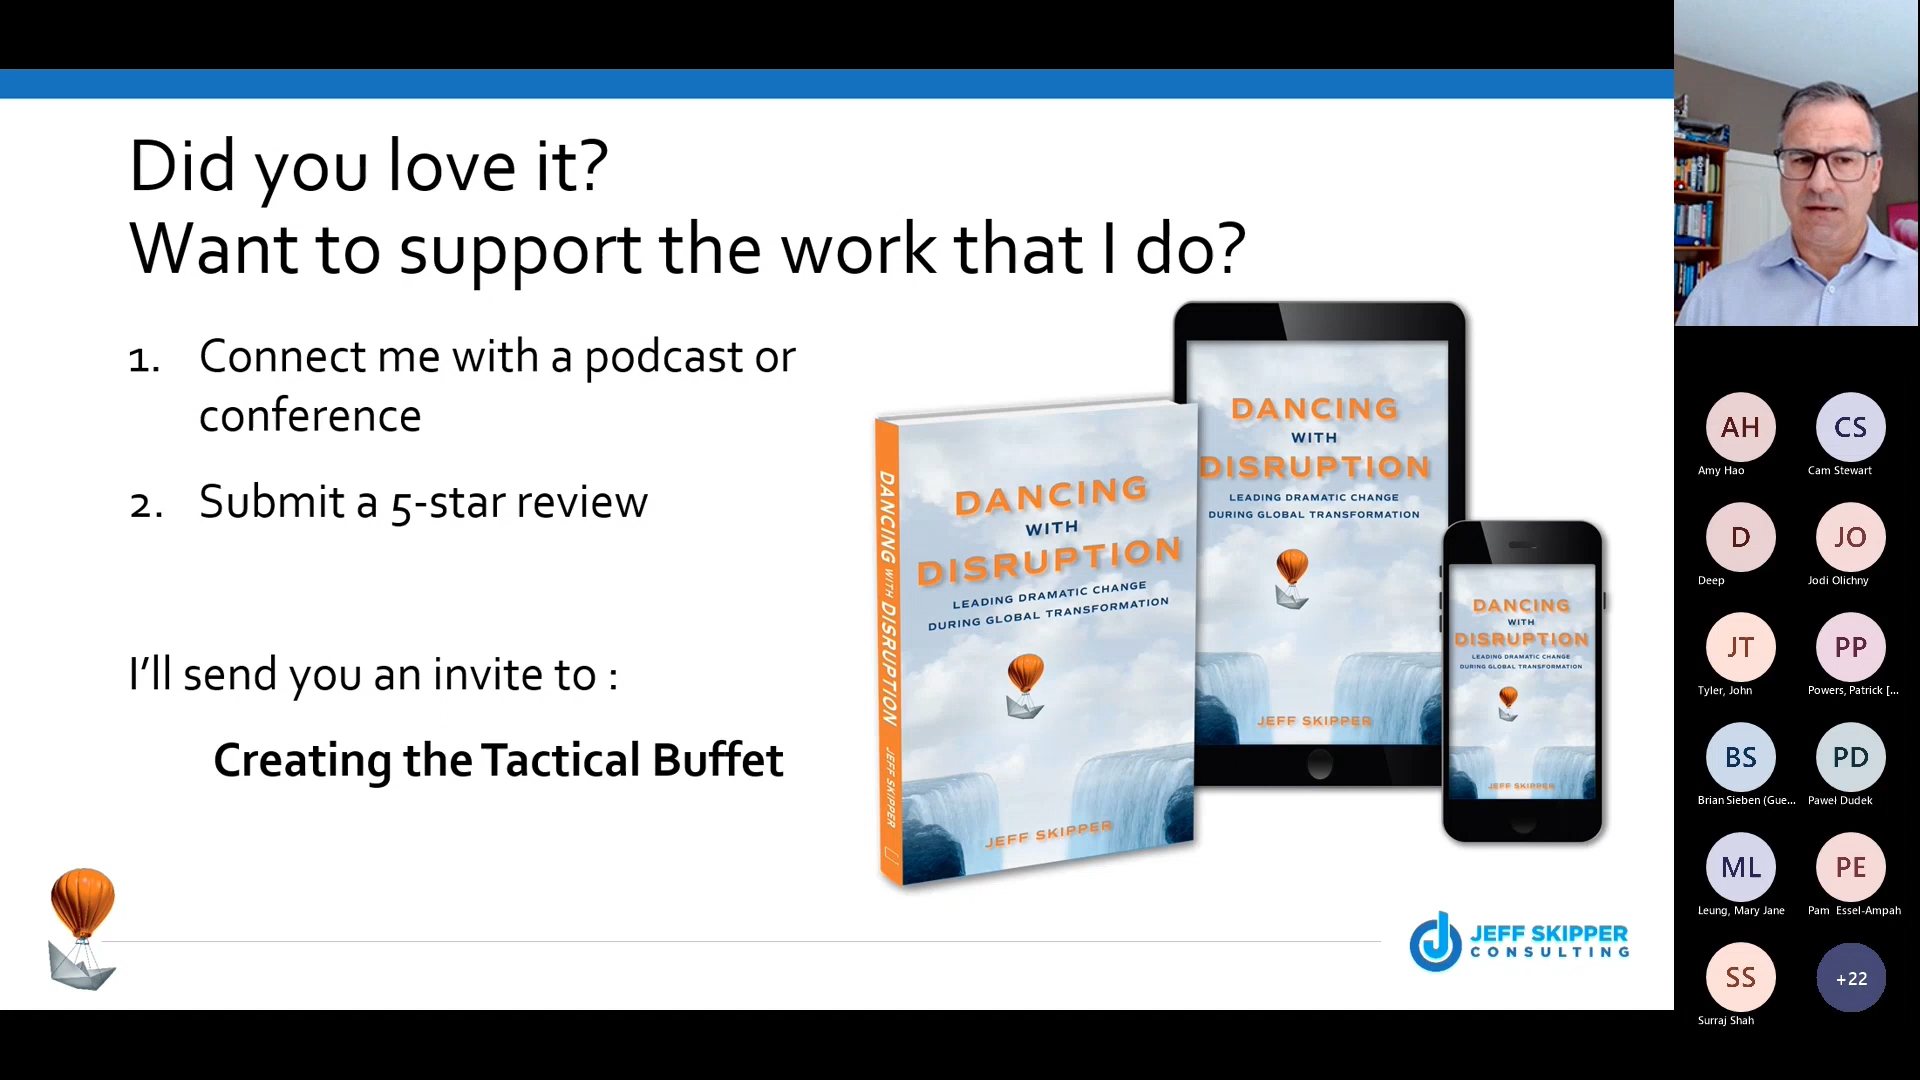 Did you love it?
Want to support the work that I do?
1. Connect me with a podcast or
conference
2. Submit a 5-star review
I'll send you an invite to :
Creating the Tactical Buffet
DANCING WITH DISRUPTION JEFF SKIPPER
DANCING
WITH
DISRUPTION
LEADING DRAMATIC CHANGE
DURING GLOBAL TRANSFORMATION
JEFF SKIPPER
DANCING
WITH
DISRUPTION
LEADING DRAMATIC CHANGE
DURING GLOBAL TRANSFORMATION
JEFF SKIPPER
DANCING
WITH
DISRUPTION
LEADING DRAMATIC CHANGE
DURING GLOBAL TRANSFORMATION
JEFF SKIPPER
JEFF SKIPPER
CONSULTING
AH
Amy Hao
CS
Cam Stewart
D
Deep
JO
Jodi Olichny
JT
Tyler, John
PP
Powers, Patrick [...
BS
Brian Sieben (Gue...
PD
Paweł Dudek
ML
Leung, Mary Jane
PE
Pam Essel-Ampah
SS
Surraj Shah
+22